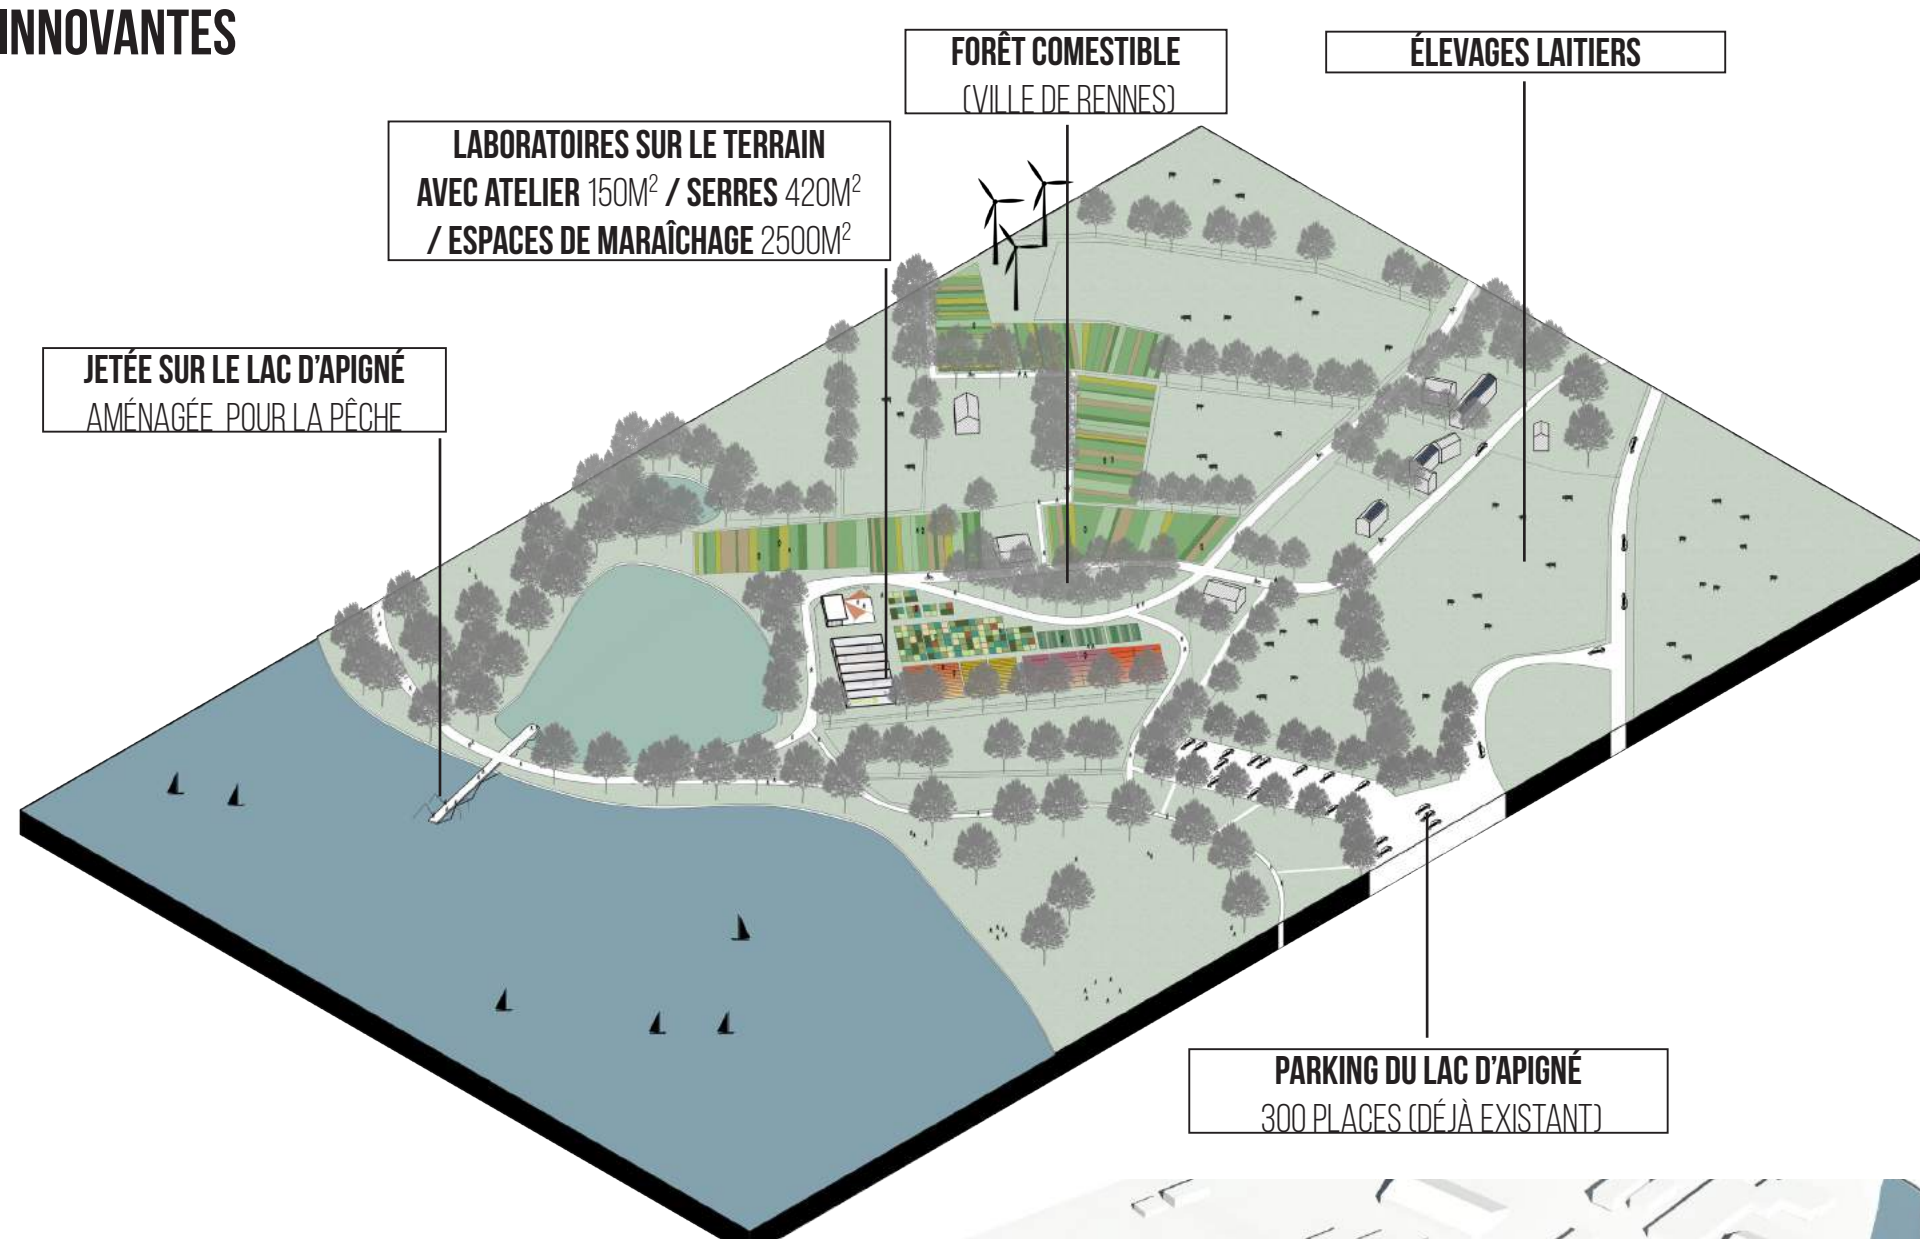 INNOVANTES
FORÊT COMESTIBLE
(VILLE DE RENNES)
ÉLEVAGES LAITIERS
LABORATOIRES SUR LE TERRAIN
AVEC ATELIER 150M² / SERRES 420M²
/ ESPACES DE MARAÎCHAGE 2500M²
JETÉE SUR LE LAC D'APIGNÉ
AMÉNAGÉE POUR LA PÊCHE
PARKING DU LAC D'APIGNÉ
300 PLACES (DÉJÀ EXISTANT)